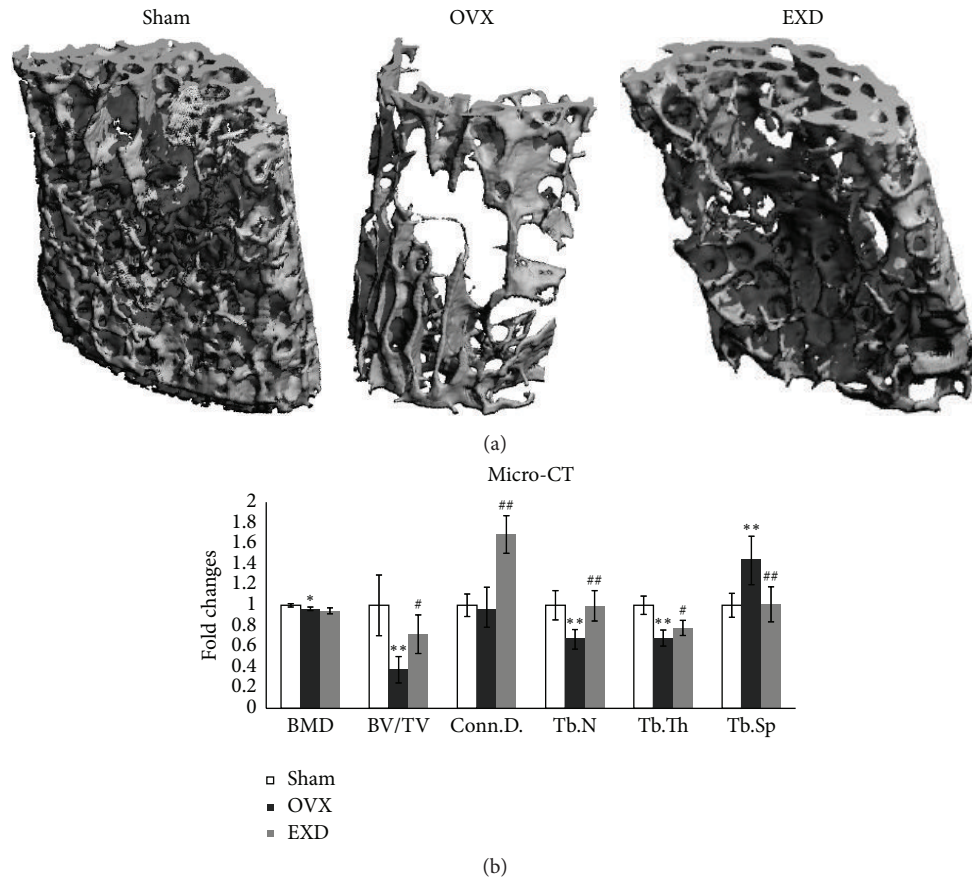 Sham OVX EXD
(a)
Micro-CT
Fold changes
2
1.8
1.6
1.4
1.2
1
0.8
0.6
0.4
0.2
0
* ** # ## ** ## ** # ** ##
BMD BV/TV Conn.D. Tb.N Tb.Th Tb.Sp
Sham
OVX
EXD
(b)